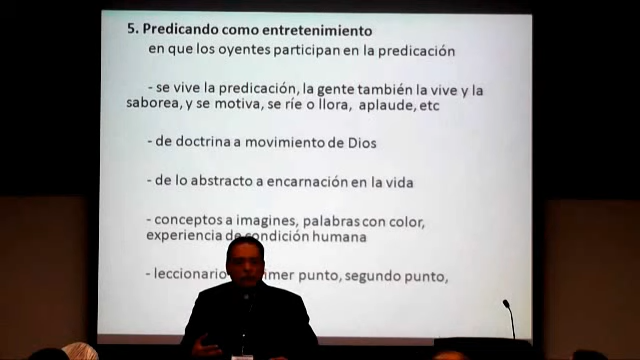 5. Predicando como entretenimiento
en que los oyentes participan en la predicación
- se vive la predicación, la gente también la vive y la
saborea, y se motiva, se ríe o llora, aplaude, etc
- de doctrina a movimiento de Dios
- de lo abstracto a encarnación en la vida
- conceptos a imagines, palabras con color,
experiencia de condición humana
- leccionario primer punto, segundo punto,